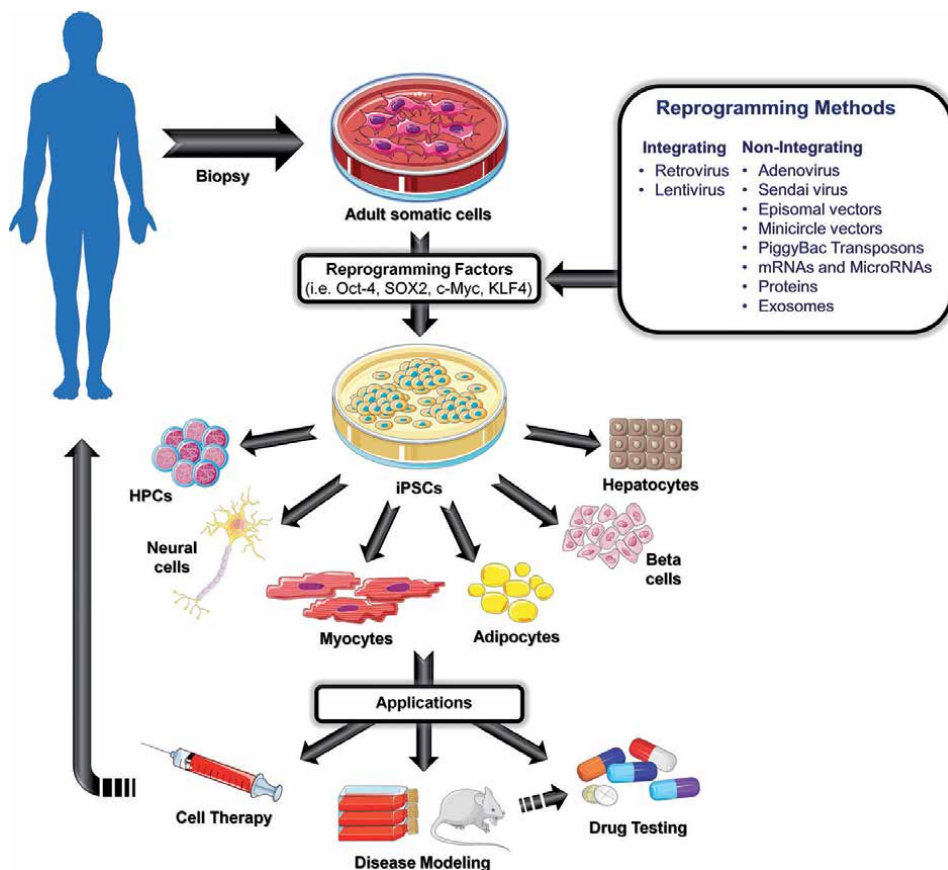 Biopsy
Adult somatic cells
Reprogramming Methods
Integrating
• Retrovirus
• Lentivirus
Non-Integrating
• Adenovirus
• Sendai virus
• Episomal vectors
• Minicircle vectors
• PiggyBac Transposons
• mRNAs and MicroRNAs
• Proteins
• Exosomes
Reprogramming Factors
(i.e. Oct-4, SOX2, c-Myc, KLF4)
iPSCs
HPCs
Neural
cells
Myocytes
Adipocytes
Beta
cells
Hepatocytes
Applications
Cell Therapy
Disease Modeling
Drug Testing